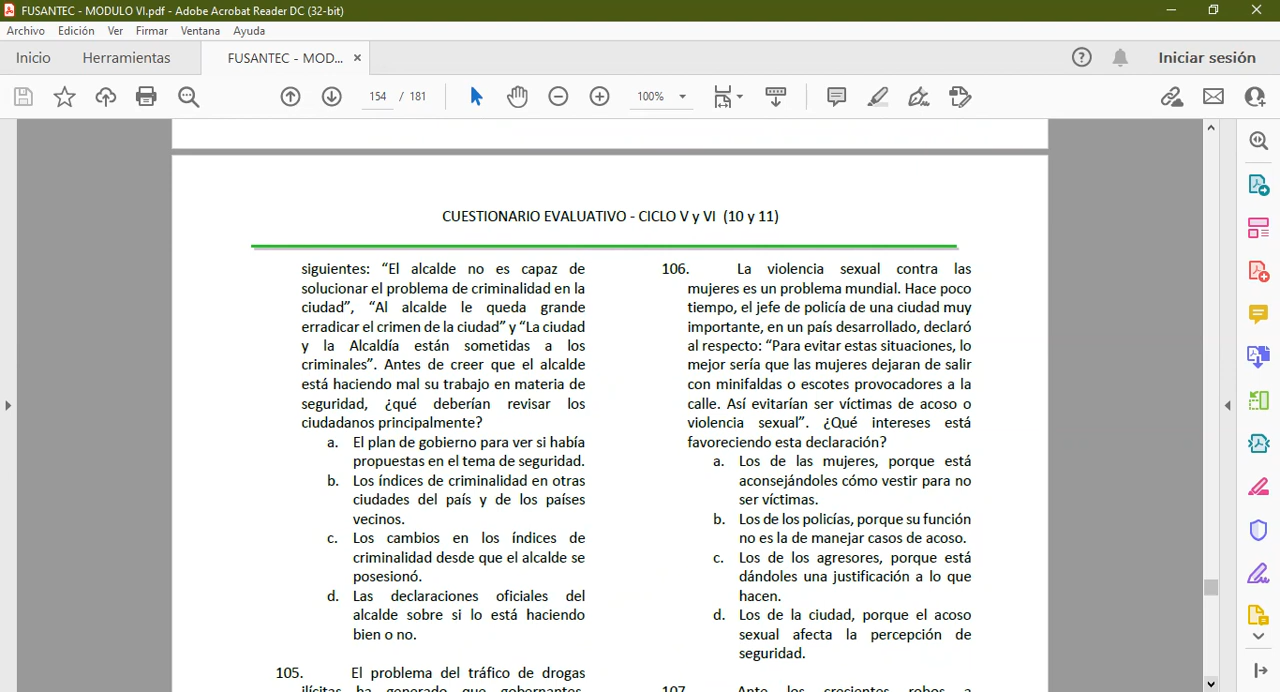 FUSANTEC - MODULO VI.pdf - Adobe Acrobat Reader DC (32-bit)
Archivo Edición Ver Firmar Ventana Ayuda
Inicio Herramientas FUSANTEC - MOD... × Iniciar sesión
154 / 181 100%
CUESTIONARIO EVALUATIVO - CICLO V y VI (10 y 11)
siguientes: “El alcalde no es capaz de
solucionar el problema de criminalidad en la
ciudad”, “Al alcalde le queda grande
erradicar el crimen de la ciudad” y “La ciudad
y la Alcaldía están sometidas a los
criminales”. Antes de creer que el alcalde
está haciendo mal su trabajo en materia de
seguridad, ¿qué deberían revisar los
ciudadanos principalmente?
a. El plan de gobierno para ver si había
propuestas en el tema de seguridad.
b. Los índices de criminalidad en otras
ciudades del país y de los países
vecinos.
c. Los cambios en los índices de
criminalidad desde que el alcalde se
posesionó.
d. Las declaraciones oficiales del
alcalde sobre si lo está haciendo
bien o no.
105. El problema del tráfico de drogas
ilícitas ha generado que gobernantes,
106. La violencia sexual contra las
mujeres es un problema mundial. Hace poco
tiempo, el jefe de policía de una ciudad muy
importante, en un país desarrollado, declaró
al respecto: “Para evitar estas situaciones, lo
mejor sería que las mujeres dejaran de salir
con minifaldas o escotes provocadores a la
calle. Así evitarían ser víctimas de acoso o
violencia sexual”. ¿Qué intereses está
favoreciendo esta declaración?
a. Los de las mujeres, porque está
aconsejándoles cómo vestir para no
ser víctimas.
b. Los de los policías, porque su función
no es la de manejar casos de acoso.
c. Los de los agresores, porque está
dándoles una justificación a lo que
hacen.
d. Los de la ciudad, porque el acoso
sexual afecta la percepción de
seguridad.
107. Ante los crecientes robos a